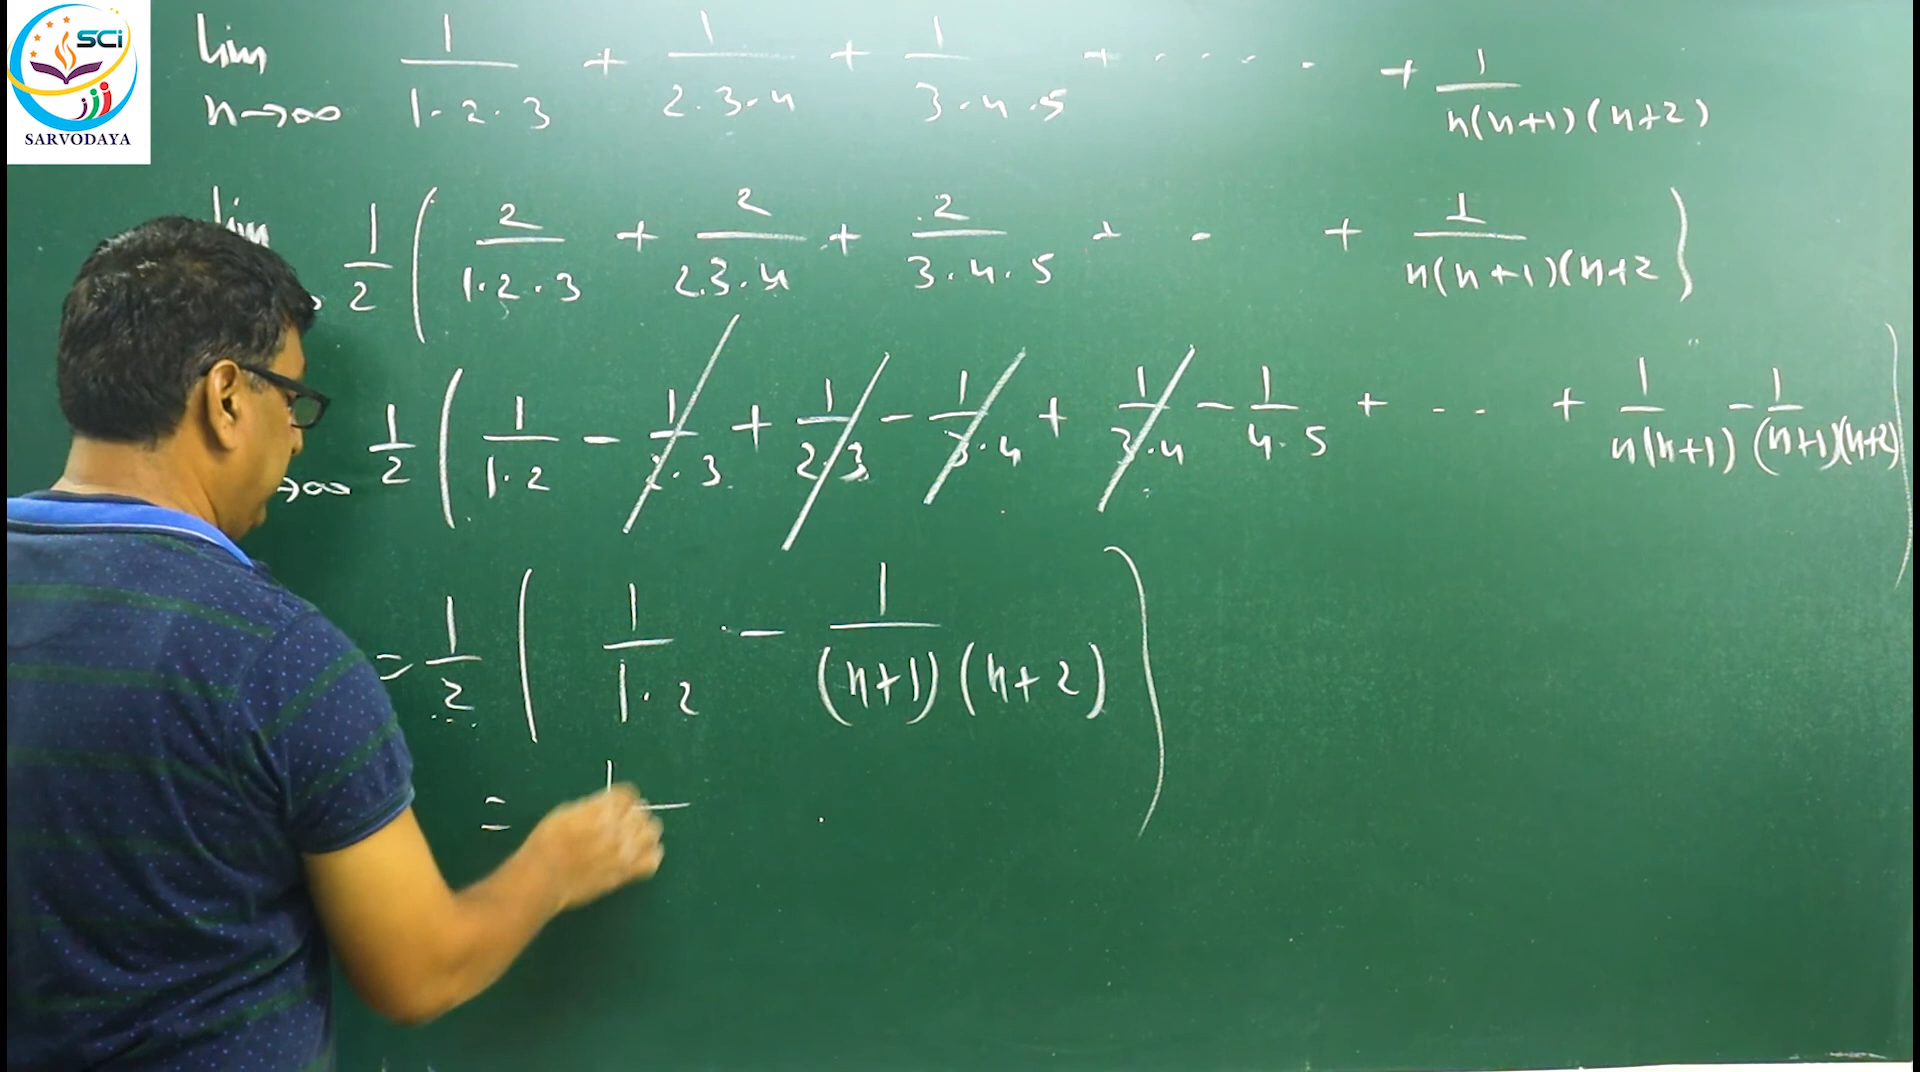 SCi
SARVODAYA
lim n→∞ 1/(1·2·3) + 1/(2·3·4) + 1/(3·4·5) + ····· + 1/(n(n+1)(n+2))
lim 1/2 ( 2/(1·2·3) + 2/(2·3·4) + 2/(3·4·5) + · + 1/(n(n+1)(n+2) )
→∞ 1/2 ( 1/(1·2) − 1/(2·3) + 1/(2·3) − 1/(3·4) + 1/(3·4) − 1/(4·5) + ··· + 1/(n(n+1)) − 1/((n+1)(n+2)) )
= 1/2 ( 1/(1·2) − 1/((n+1)(n+2)) )
= 1